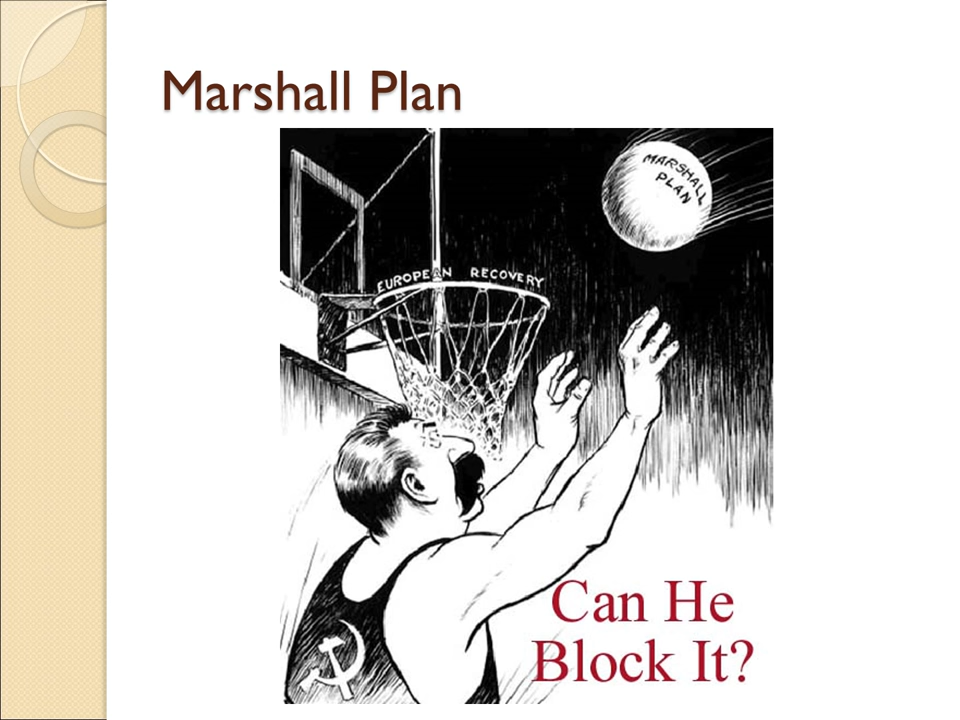 Marshall Plan
MARSHALL
PLAN
EUROPEAN RECOVERY
Can He
Block It?